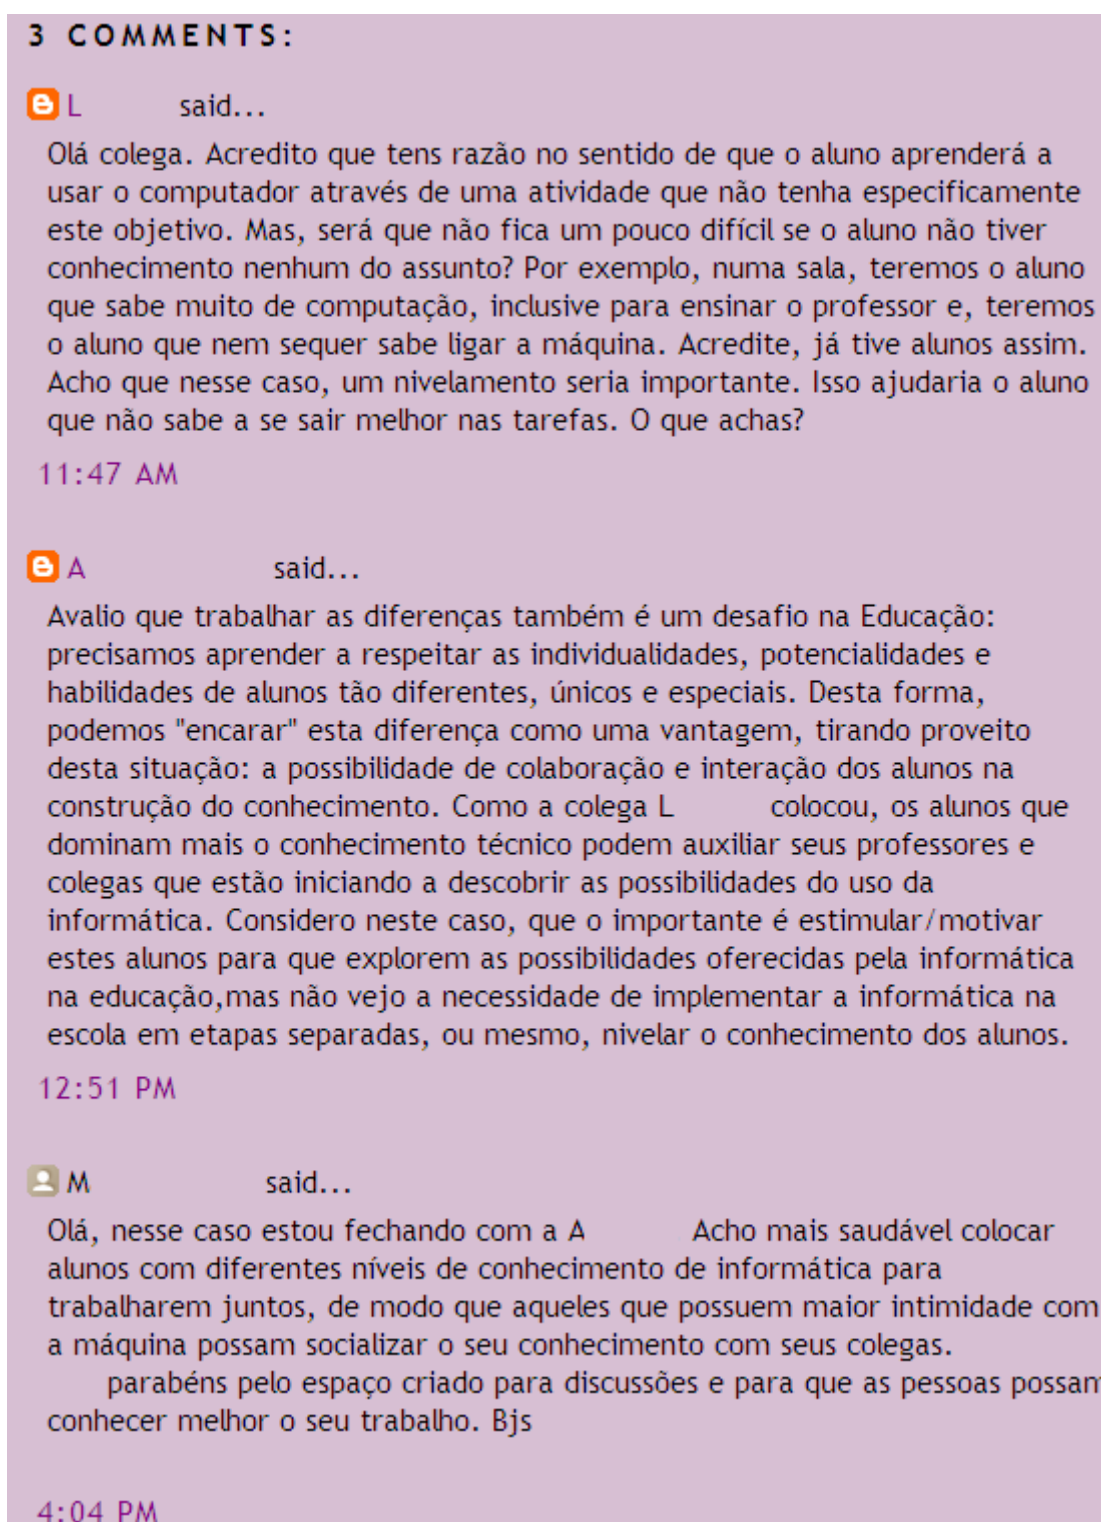 3 COMMENTS:
L said...
Olá colega. Acredito que tens razão no sentido de que o aluno aprenderá a
usar o computador através de uma atividade que não tenha especificamente
este objetivo. Mas, será que não fica um pouco difícil se o aluno não tiver
conhecimento nenhum do assunto? Por exemplo, numa sala, teremos o aluno
que sabe muito de computação, inclusive para ensinar o professor e, teremos
o aluno que nem sequer sabe ligar a máquina. Acredite, já tive alunos assim.
Acho que nesse caso, um nivelamento seria importante. Isso ajudaria o aluno
que não sabe a se sair melhor nas tarefas. O que achas?
11:47 AM
A said...
Avalio que trabalhar as diferenças também é um desafio na Educação:
precisamos aprender a respeitar as individualidades, potencialidades e
habilidades de alunos tão diferentes, únicos e especiais. Desta forma,
podemos "encarar" esta diferença como uma vantagem, tirando proveito
desta situação: a possibilidade de colaboração e interação dos alunos na
construção do conhecimento. Como a colega L colocou, os alunos que
dominam mais o conhecimento técnico podem auxiliar seus professores e
colegas que estão iniciando a descobrir as possibilidades do uso da
informática. Considero neste caso, que o importante é estimular/motivar
estes alunos para que explorem as possibilidades oferecidas pela informática
na educação,mas não vejo a necessidade de implementar a informática na
escola em etapas separadas, ou mesmo, nivelar o conhecimento dos alunos.
12:51 PM
M said...
Olá, nesse caso estou fechando com a A Acho mais saudável colocar
alunos com diferentes níveis de conhecimento de informática para
trabalharem juntos, de modo que aqueles que possuem maior intimidade com
a máquina possam socializar o seu conhecimento com seus colegas.
parabéns pelo espaço criado para discussões e para que as pessoas possam
conhecer melhor o seu trabalho. Bjs
4:04 PM